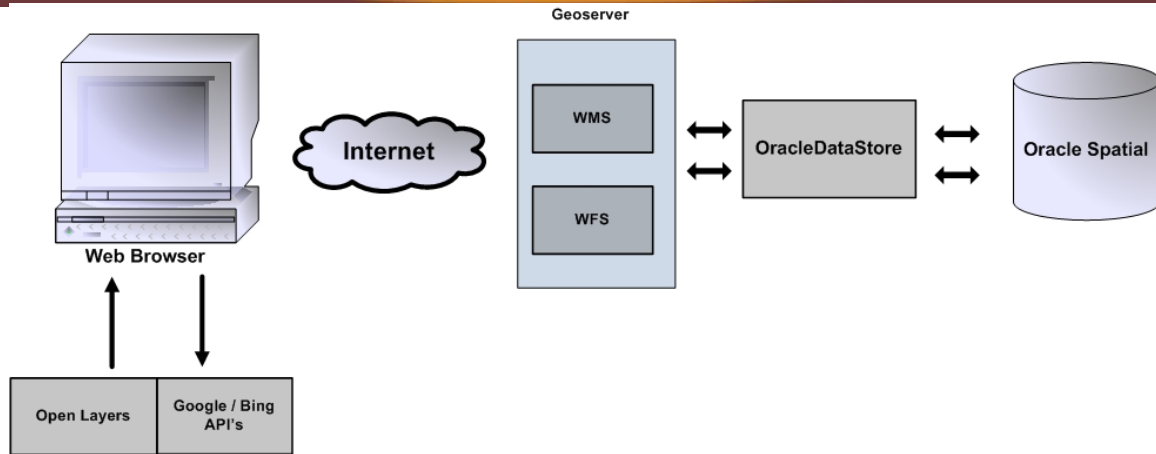 Geoserver
WMS
WFS
Internet
OracleDataStore
Oracle Spatial
Web Browser
Open Layers
Google / Bing
API's